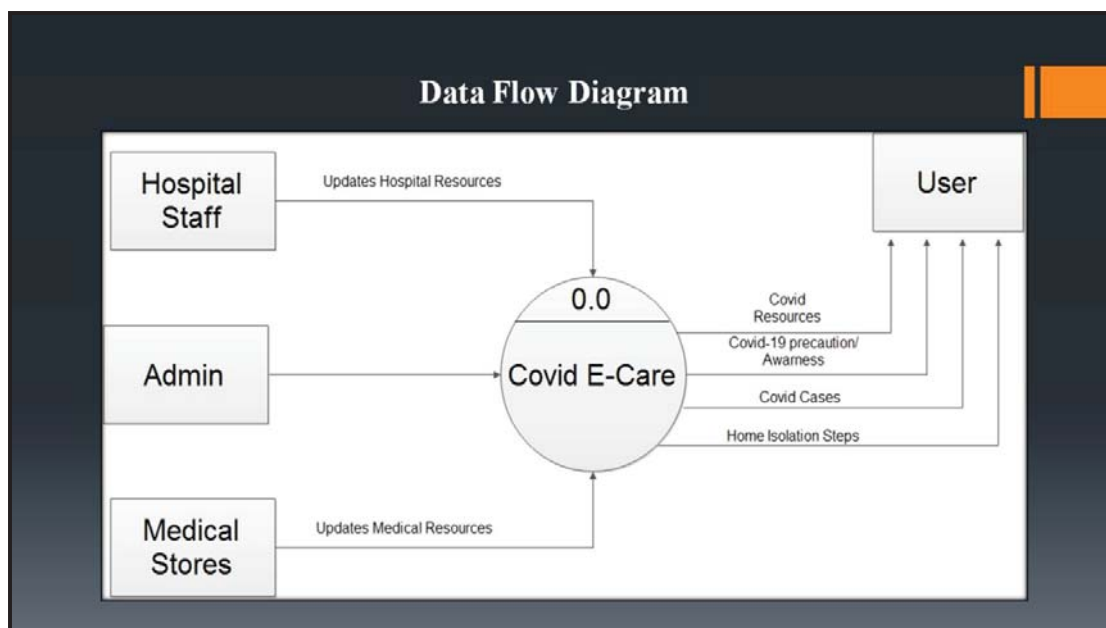 Data Flow Diagram
Hospital
Staff
Updates Hospital Resources
User
0.0
Covid E-Care
Admin
Covid
Resources
Covid-19 precaution/
Awarness
Covid Cases
Home Isolation Steps
Medical
Stores
Updates Medical Resources